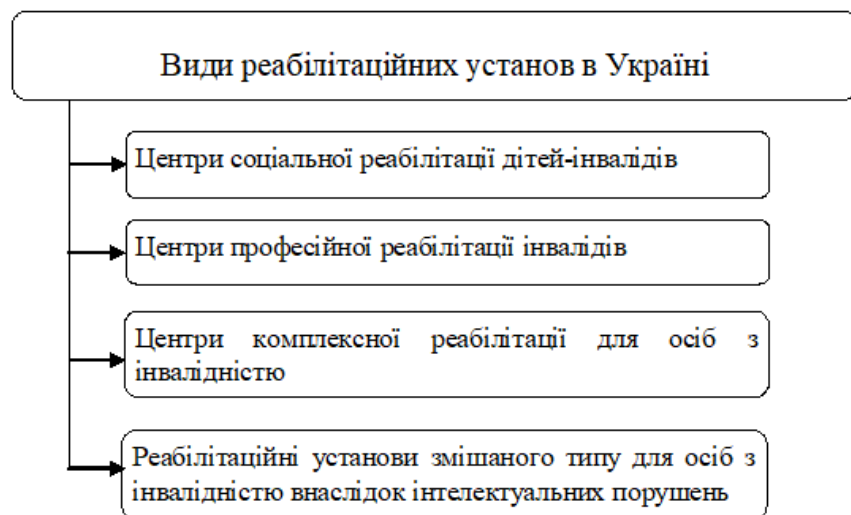 Види реабілітаційних установ в Україні
Центри соціальної реабілітації дітей-інвалідів
Центри професійної реабілітації інвалідів
Центри комплексної реабілітації для осіб з
інвалідністю
Реабілітаційні установи змішаного типу для осіб з
інвалідністю внаслідок інтелектуальних порушень